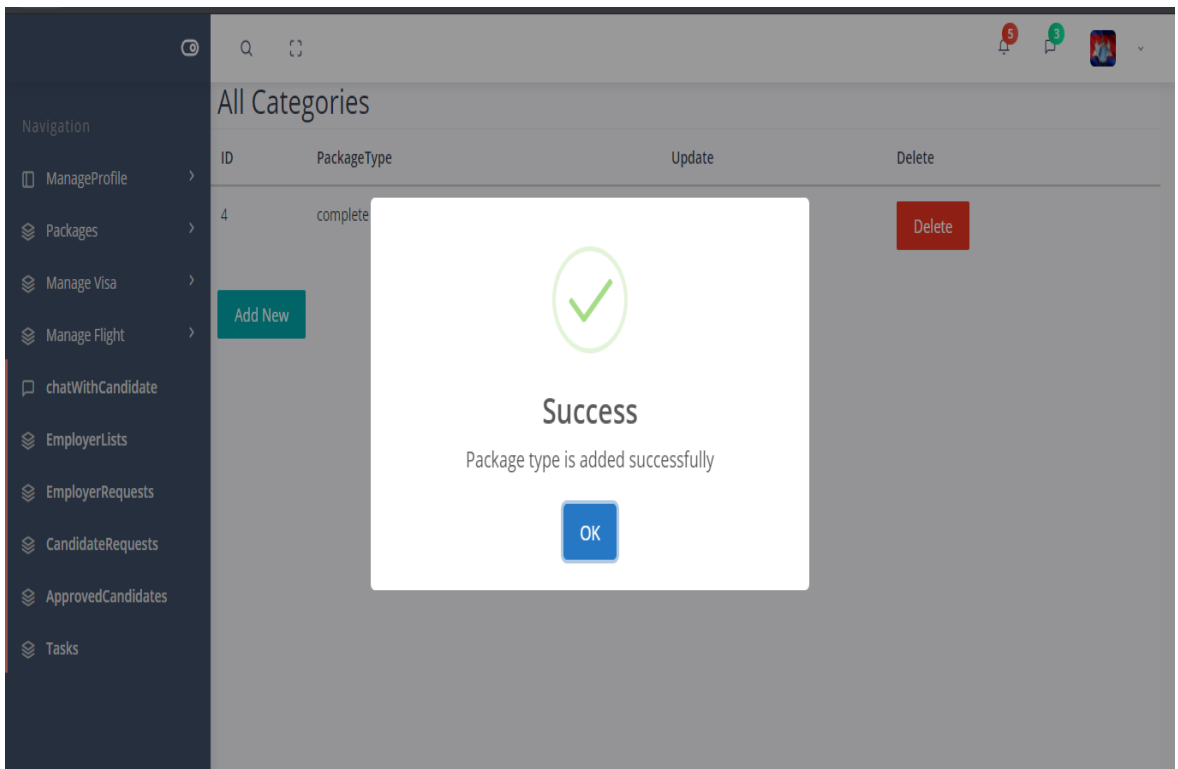 5
3
All Categories
Navigation
ID PackageType Update Delete
ManageProfile
4 complete Delete
Packages
Manage Visa
Add New
Manage Flight
chatWithCandidate
EmployerLists
EmployerRequests
CandidateRequests
ApprovedCandidates
Tasks
Success
Package type is added successfully
OK